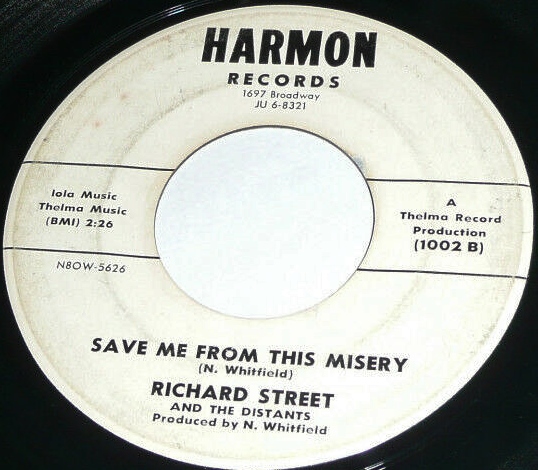 HARMON
RECORDS
1697 Broadway
JU 6-8321
Iola Music
Thelma Music
(BMI) 2:26
N8OW-5626
A
Thelma Record
Production
(1002 B)
SAVE ME FROM THIS MISERY
(N. Whitfield)
RICHARD STREET
AND THE DISTANTS
Produced by N. Whitfield